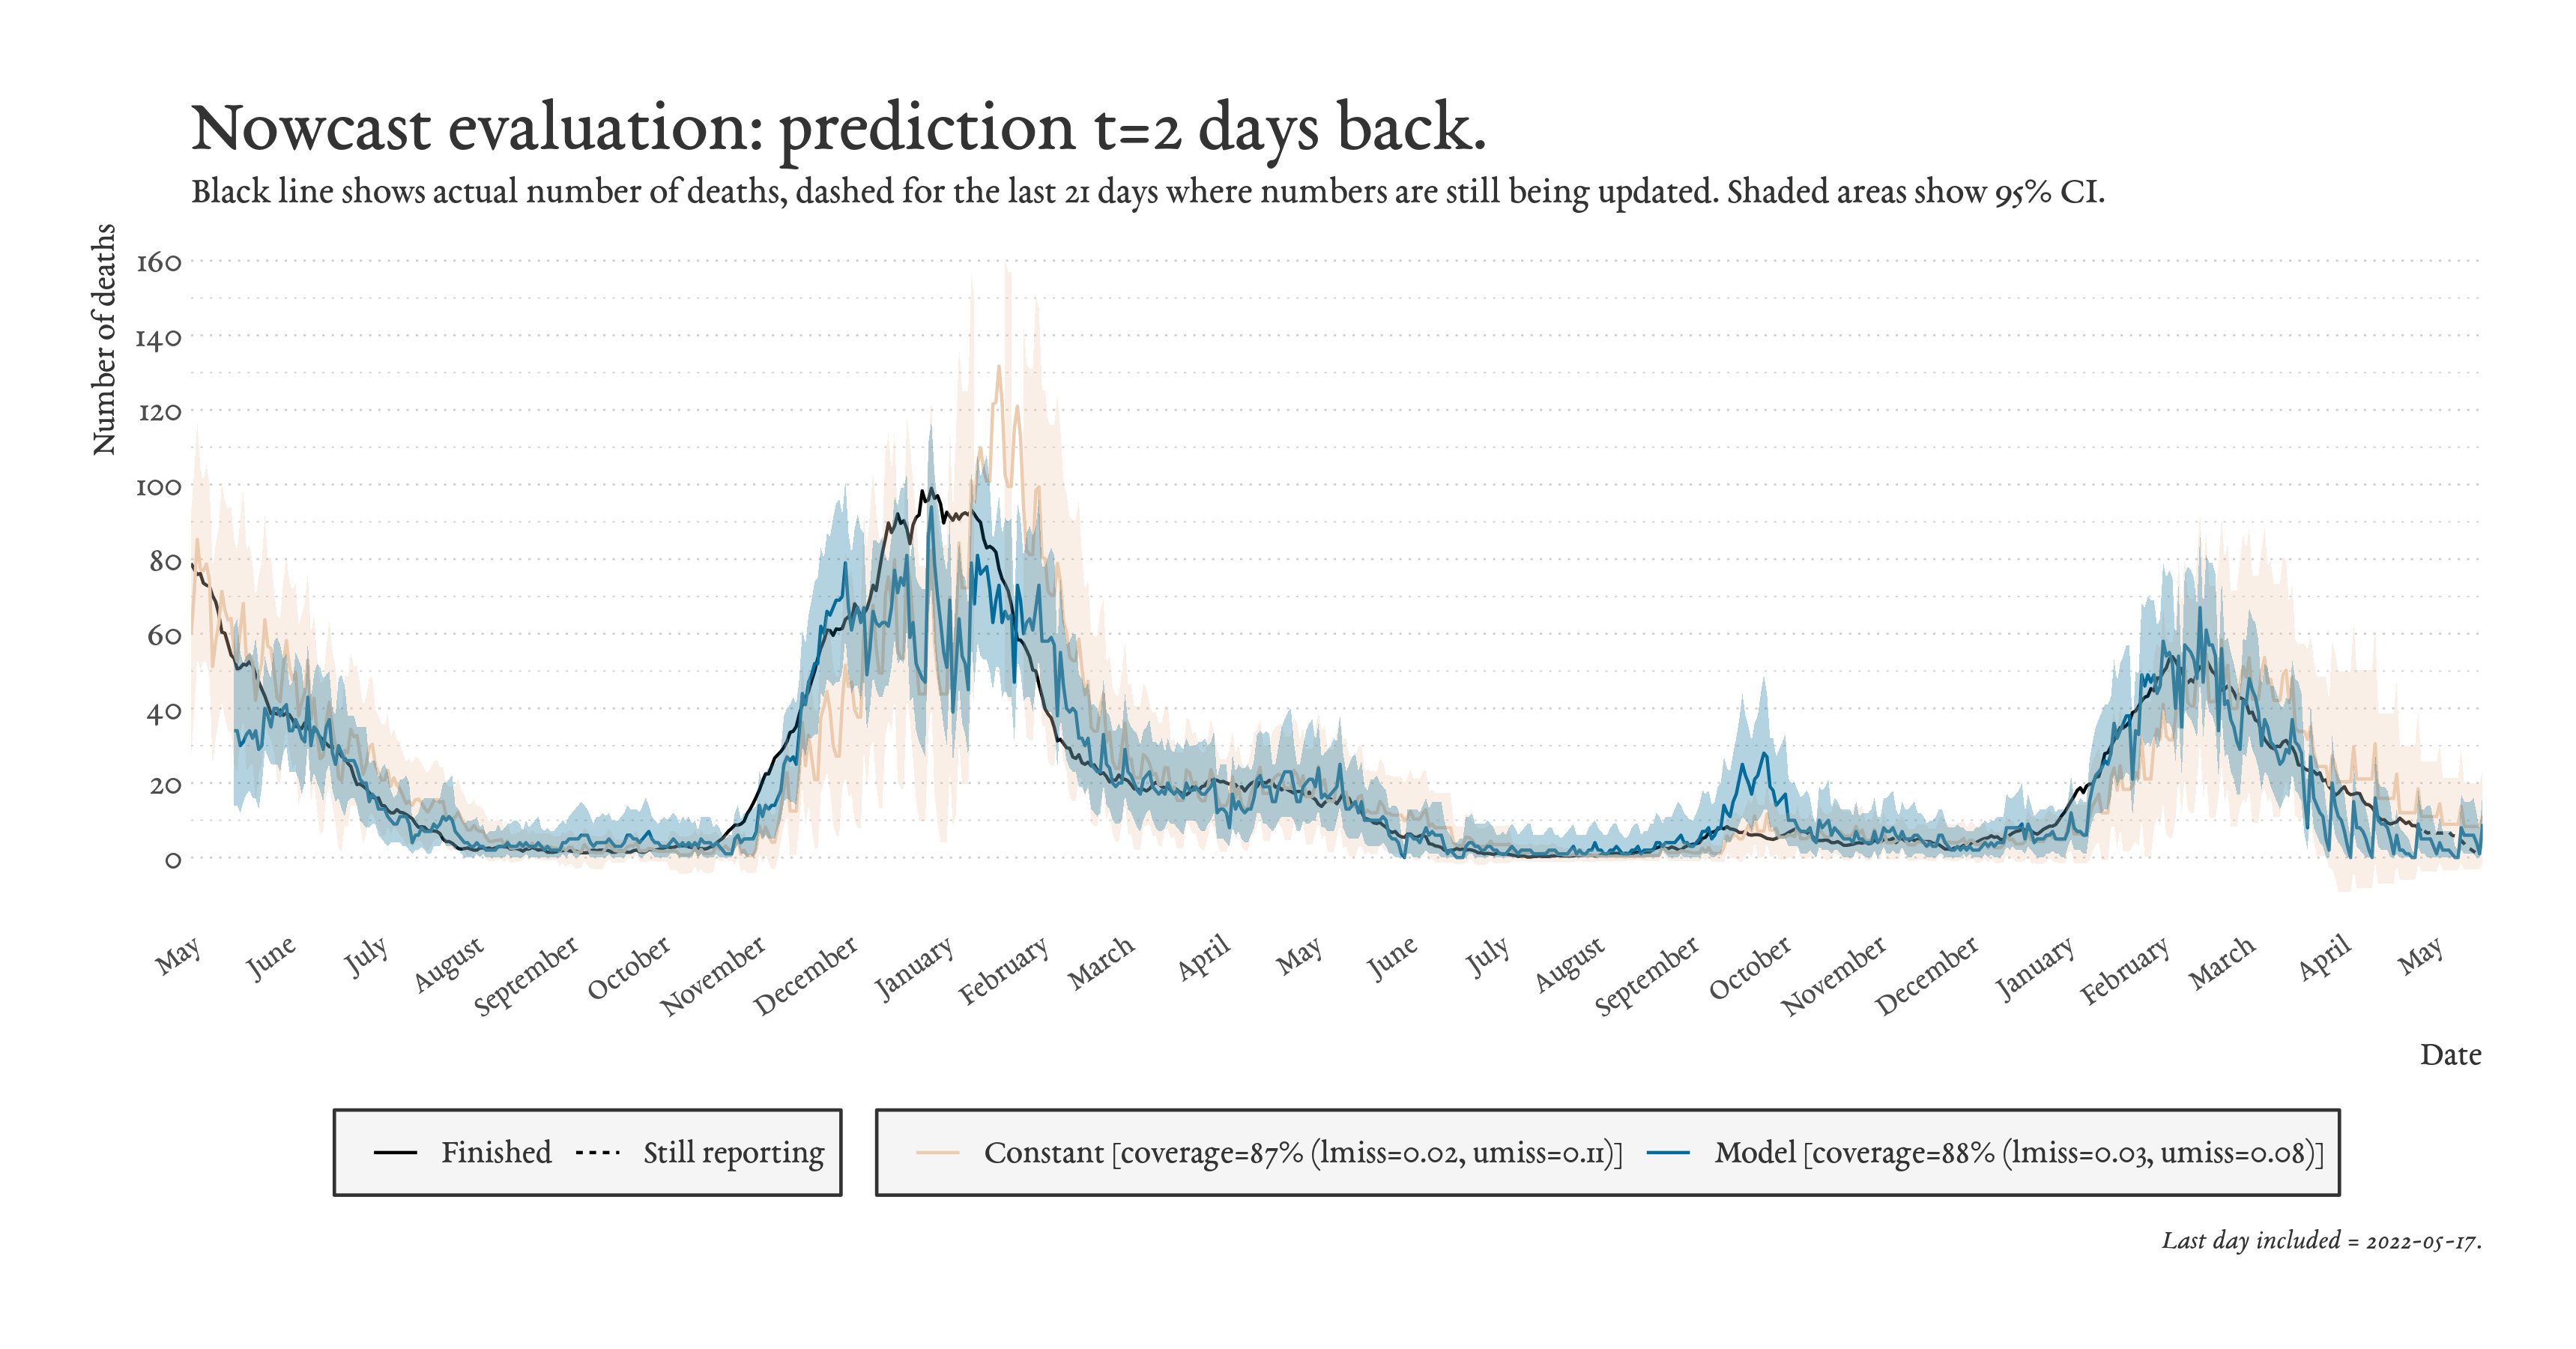 Nowcast evaluation: prediction t=2 days back.
Black line shows actual number of deaths, dashed for the last 21 days where numbers are still being updated. Shaded areas show 95% CI.
Number of deaths
160
140
120
100
80
60
40
20
0
May June July August September October November December January February March April May June July August September October November December January February March April May
Date
Finished Still reporting Constant [coverage=87% (lmiss=0.02, umiss=0.11)] Model [coverage=88% (lmiss=0.03, umiss=0.08)]
Last day included = 2022-05-17.